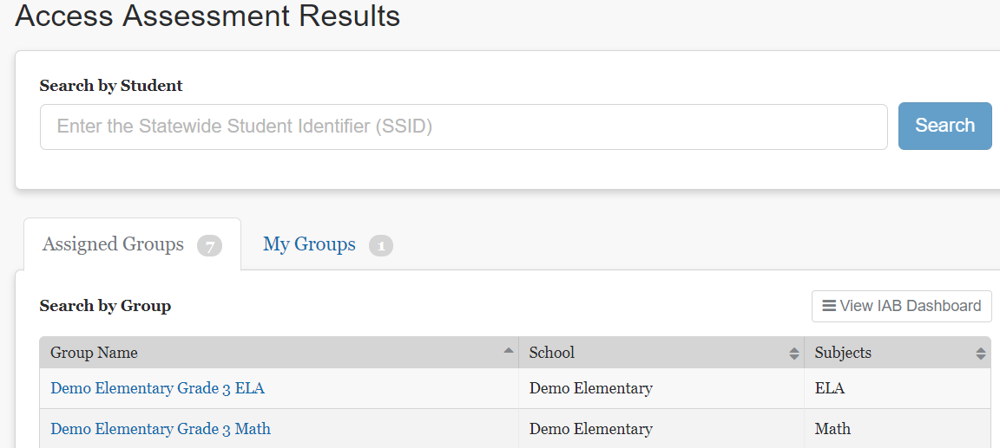 Access Assessment Results
Search by Student
Enter the Statewide Student Identifier (SSID)
Search
Assigned Groups 7
My Groups 1
Search by Group
View IAB Dashboard
Group Name School Subjects
Demo Elementary Grade 3 ELA Demo Elementary ELA
Demo Elementary Grade 3 Math Demo Elementary Math